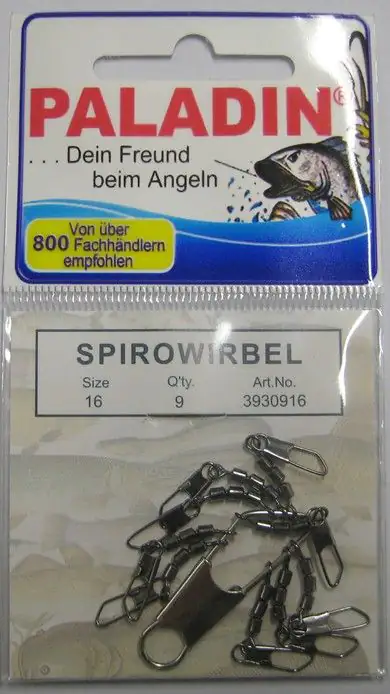 PALADIN®
. . . Dein Freund
beim Angeln
Von über
800 Fachhändlern
empfohlen
SPIROWIRBEL
Size Q'ty. Art.No.
16 9 3930916